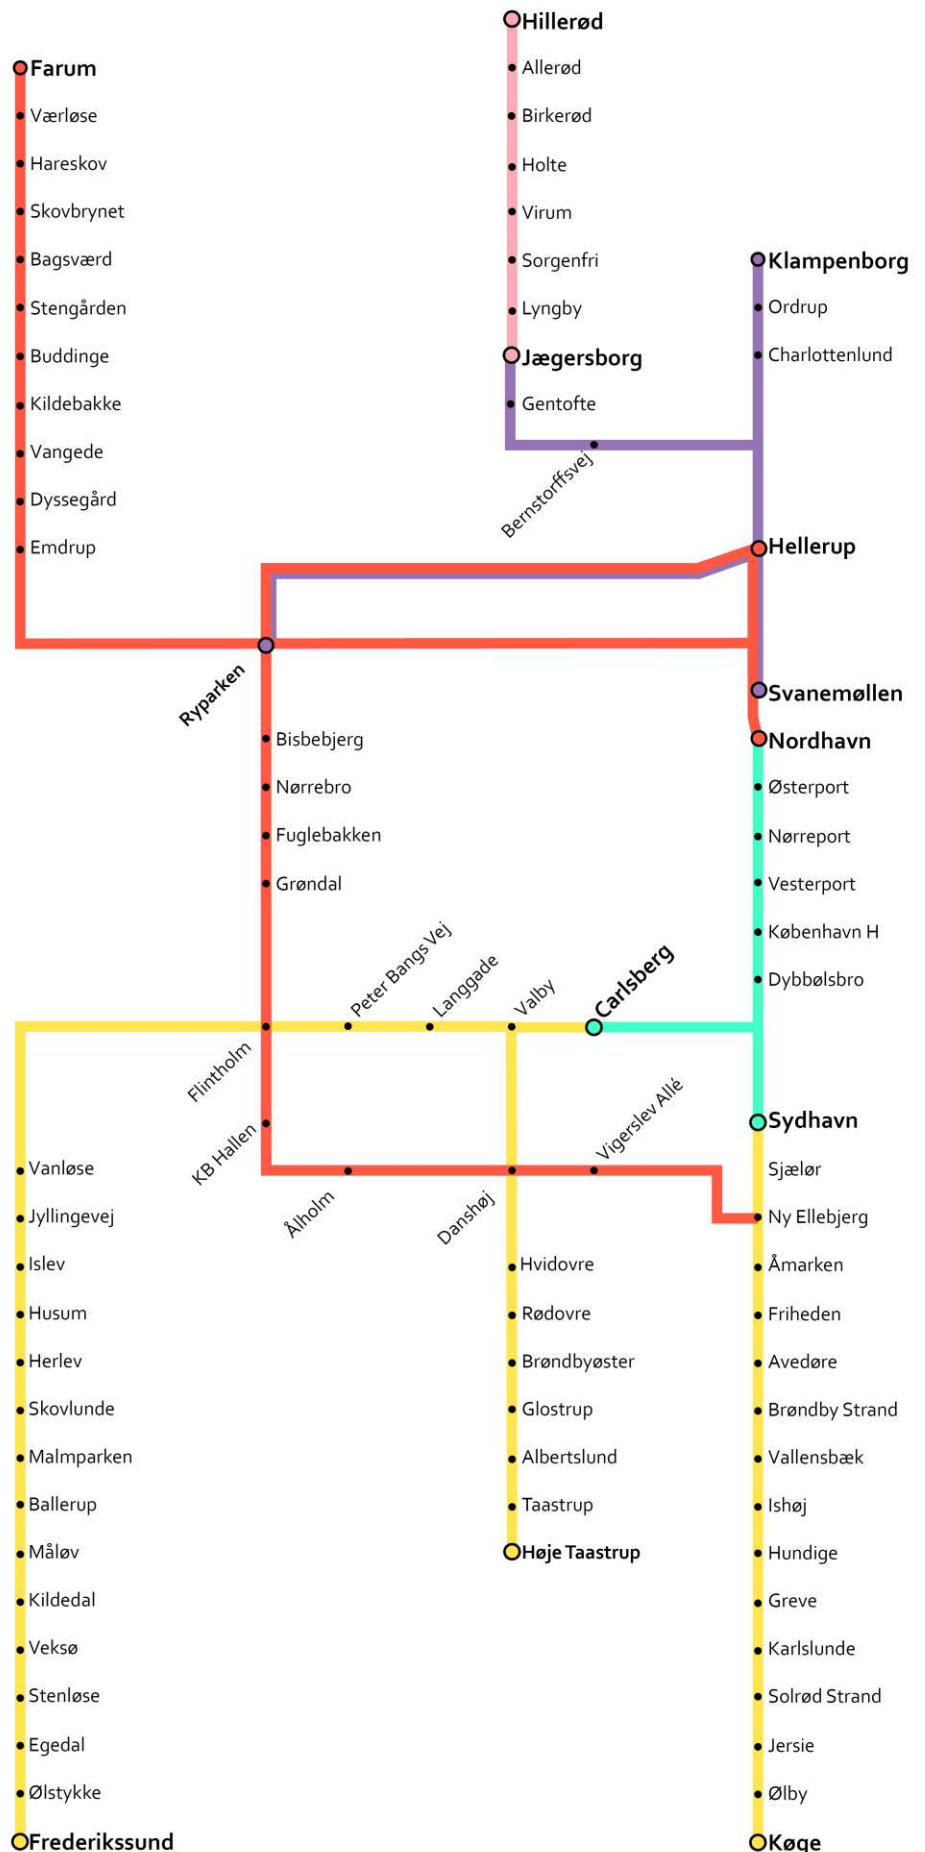 Hillerød
Allerød
Birkerød
Holte
Virum
Sorgenfri
Lyngby
Jægersborg
Gentofte
Bernstorffsvej
Farum
Værløse
Hareskov
Skovbrynet
Bagsværd
Stengården
Buddinge
Kildebakke
Vangede
Dyssegård
Emdrup
Klampenborg
Ordrup
Charlottenlund
Hellerup
Svanemøllen
Nordhavn
Østerport
Nørreport
Vesterport
København H
Dybbølsbro
Ryparken
Bisbebjerg
Nørrebro
Fuglebakken
Grøndal
Flintholm
Peter Bangs Vej
Langgade
Valby
Carlsberg
KB Hallen
Ålholm
Danshøj
Vigerslev Allé
Sydhavn
Sjælør
Ny Ellebjerg
Åmarken
Friheden
Avedøre
Brøndby Strand
Vallensbæk
Ishøj
Hundige
Greve
Karlslunde
Solrød Strand
Jersie
Ølby
Køge
Vanløse
Jyllingevej
Islev
Husum
Herlev
Skovlunde
Malmparken
Ballerup
Måløv
Kildedal
Veksø
Stenløse
Egedal
Ølstykke
Frederikssund
Hvidovre
Rødovre
Brøndbyøster
Glostrup
Albertslund
Taastrup
Høje Taastrup